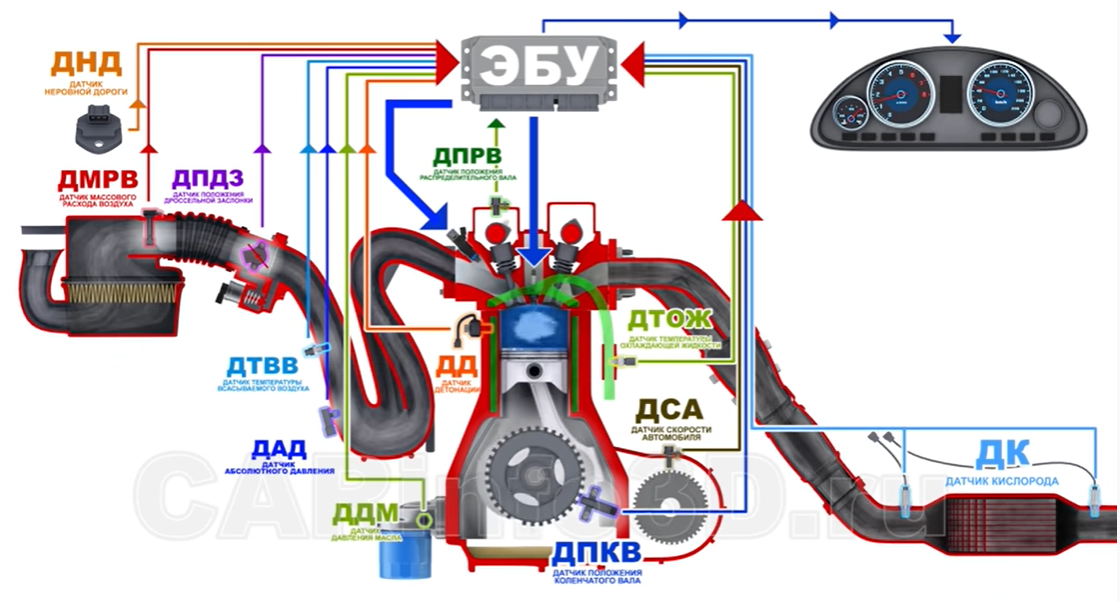 ЭБУ
ДНД
ДАТЧИК
НЕРОВНОЙ ДОРОГИ
ДМРВ
ДАТЧИК МАССОВОГО
РАСХОДА ВОЗДУХА
ДПДЗ
ДАТЧИК ПОЛОЖЕНИЯ
ДРОССЕЛЬНОЙ ЗАСЛОНКИ
ДПРВ
ДАТЧИК ПОЛОЖЕНИЯ
РАСПРЕДЕЛИТЕЛЬНОГО ВАЛА
ДТОЖ
ДАТЧИК ТЕМПЕРАТУРЫ
ОХЛАЖДАЮЩЕЙ ЖИДКОСТИ
ДТВВ
ДАТЧИК ТЕМПЕРАТУРЫ
ВСАСЫВАЕМОГО ВОЗДУХА
ДД
ДАТЧИК
ДЕТОНАЦИИ
ДСА
ДАТЧИК СКОРОСТИ
АВТОМОБИЛЯ
ДАД
ДАТЧИК
АБСОЛЮТНОГО ДАВЛЕНИЯ
ДК
ДАТЧИК КИСЛОРОДА
CARinfo3D.ru
ДДМ
ДАТЧИК
ДАВЛЕНИЯ МАСЛА
ДПКВ
ДАТЧИК ПОЛОЖЕНИЯ
КОЛЕНЧАТОГО ВАЛА